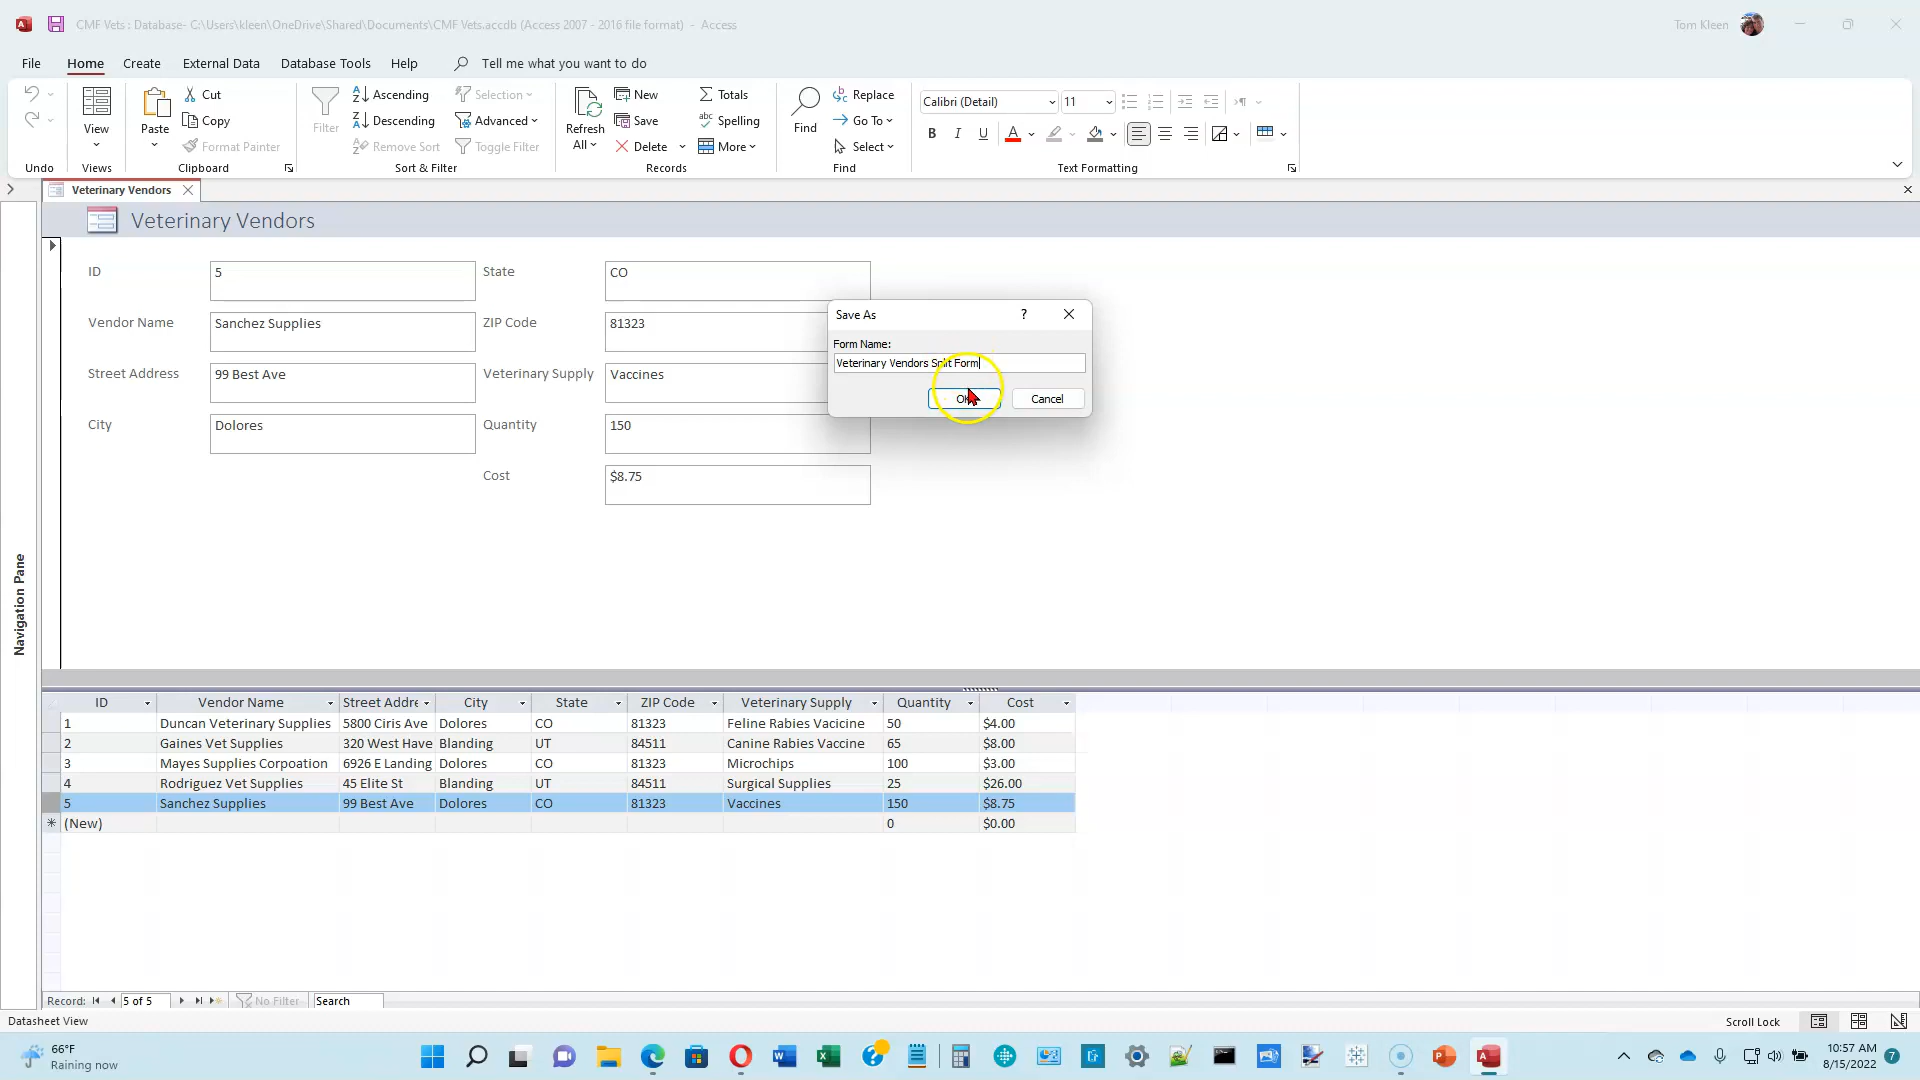 CMF Vets : Database- C:\Users\kleen\OneDrive\Shared\Documents\CMF Vets.accdb (Access 2007 - 2016 file format) - Access
Tom Kleen
File Home Create External Data Database Tools Help Tell me what you want to do
Undo
View
Views
Paste
Cut
Copy
Format Painter
Clipboard
Filter
Ascending
Descending
Remove Sort
Selection
Advanced
Toggle Filter
Sort & Filter
Refresh
All
New
Save
Delete
Totals
Spelling
More
Records
Find
Replace
Go To
Select
Find
Calibri (Detail) 11
B I U A
Text Formatting
Veterinary Vendors
Veterinary Vendors
Navigation Pane
ID 5
Vendor Name Sanchez Supplies
Street Address 99 Best Ave
City Dolores
State CO
ZIP Code 81323
Veterinary Supply Vaccines
Quantity 150
Cost $8.75
Save As ?
Form Name:
Veterinary Vendors Split Form
OK Cancel
ID Vendor Name Street Addre City State ZIP Code Veterinary Supply Quantity Cost
1 Duncan Veterinary Supplies 5800 Ciris Ave Dolores CO 81323 Feline Rabies Vacicine 50 $4.00
2 Gaines Vet Supplies 320 West Have Blanding UT 84511 Canine Rabies Vaccine 65 $8.00
3 Mayes Supplies Corpoation 6926 E Landing Dolores CO 81323 Microchips 100 $3.00
4 Rodriguez Vet Supplies 45 Elite St Blanding UT 84511 Surgical Supplies 25 $26.00
5 Sanchez Supplies 99 Best Ave Dolores CO 81323 Vaccines 150 $8.75
* (New) 0 $0.00
Record: 5 of 5 No Filter Search
Datasheet View
Scroll Lock
66°F
Raining now
10:57 AM
8/15/2022
7